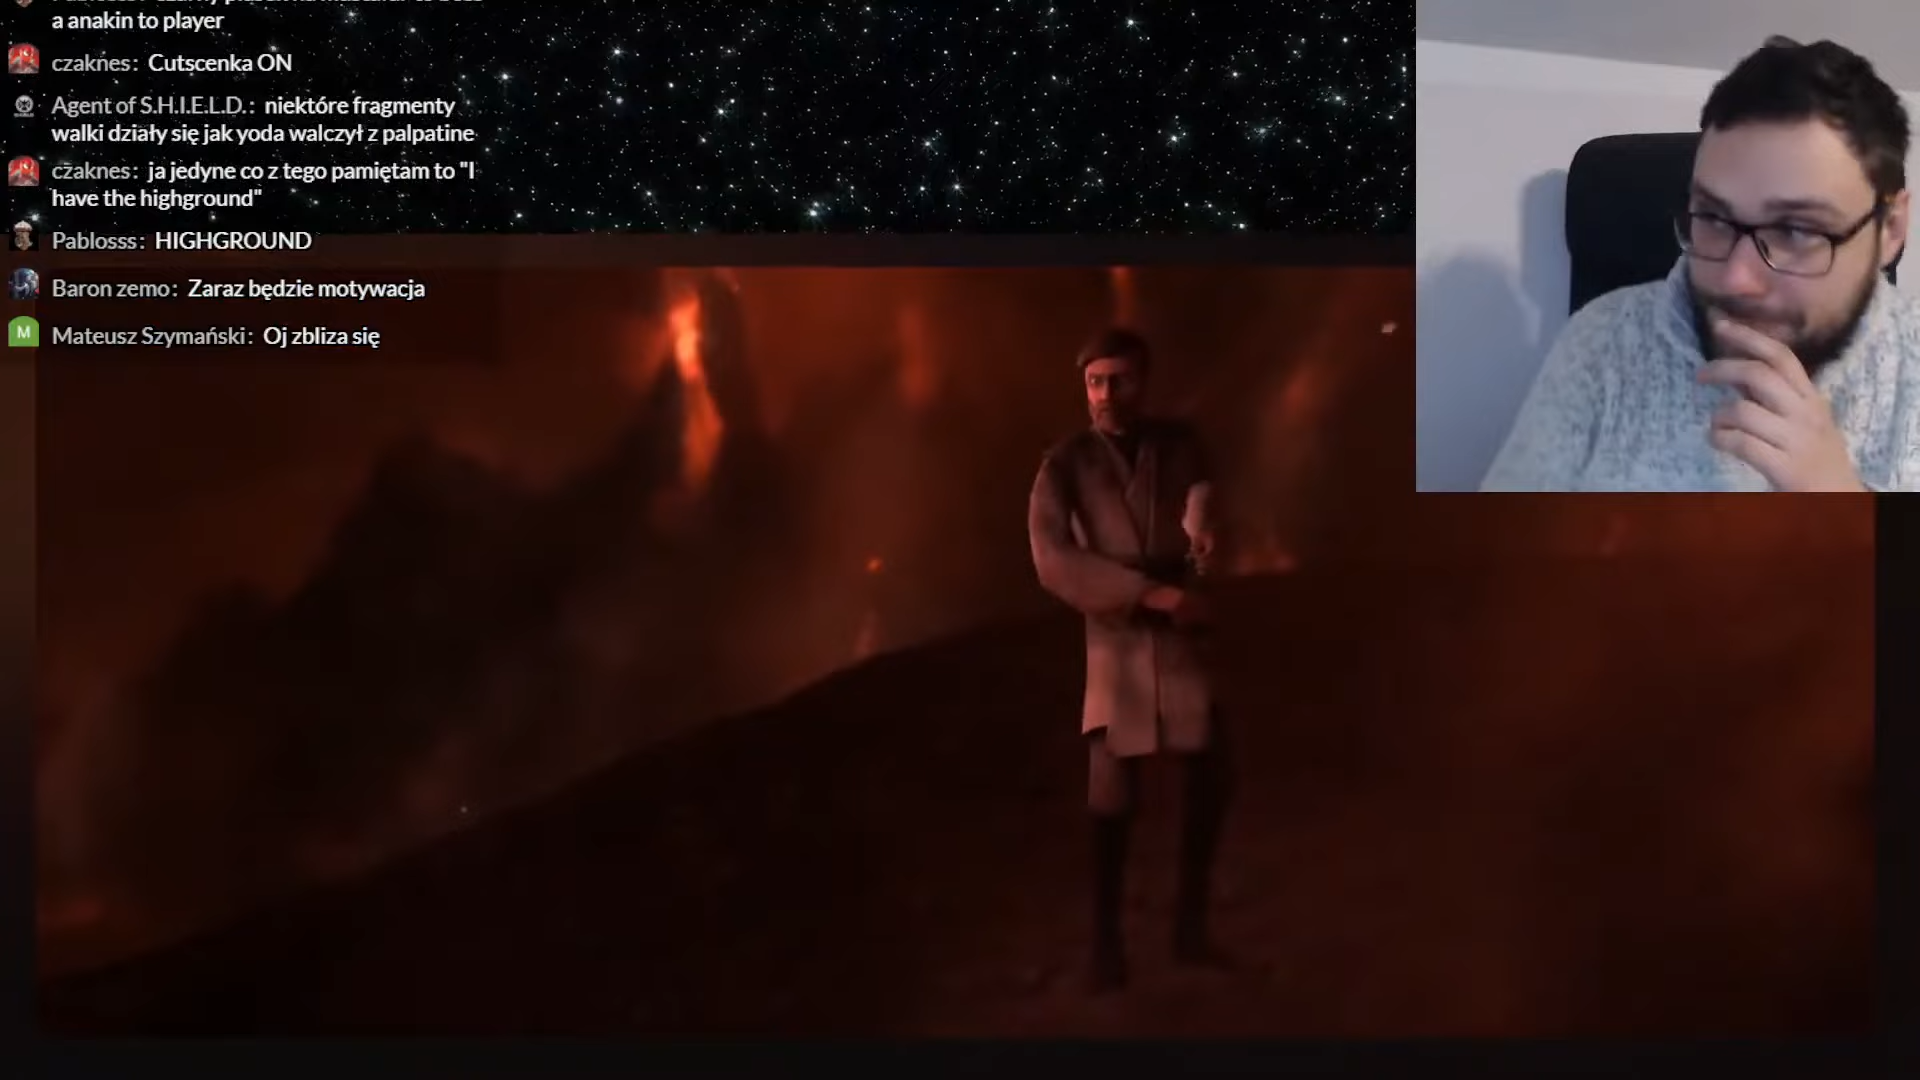 a anakin to player
czaknes: Cutscenka ON
Agent of S.H.I.E.L.D.: niektóre fragmenty
walki działy się jak yoda walczył z palpatine
czaknes: ja jedyne co z tego pamiętam to "I
have the highground"
Pablosss: HIGHGROUND
Baron zemo: Zaraz będzie motywacja
M
Mateusz Szymański: Oj zbliza się